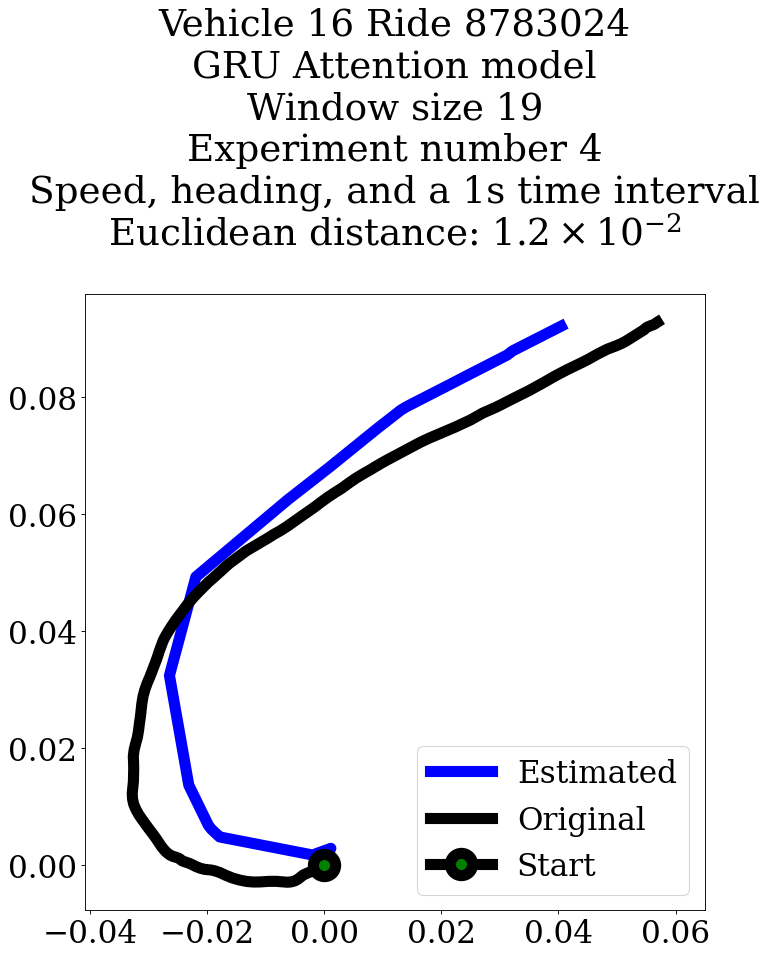 Vehicle 16 Ride 8783024
GRU Attention model
Window size 19
Experiment number 4
Speed, heading, and a 1s time interval
Euclidean distance: 1.2 × 10⁻²
0.08
0.06
0.04
0.02
0.00
Estimated
Original
Start
−0.04 −0.02 0.00 0.02 0.04 0.06